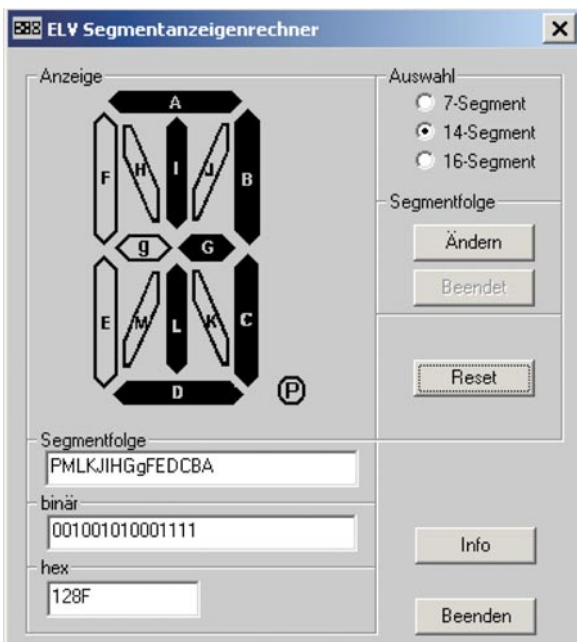 ELV Segmentanzeigenrechner
Anzeige
A
F
H
I
J
B
g
G
E
M
L
K
C
D
P
Auswahl
7-Segment
14-Segment
16-Segment
Segmentfolge
Ändern
Beendet
Reset
Segmentfolge
PMLKJIHGgFEDCBA
binär
001001010001111
hex
128F
Info
Beenden